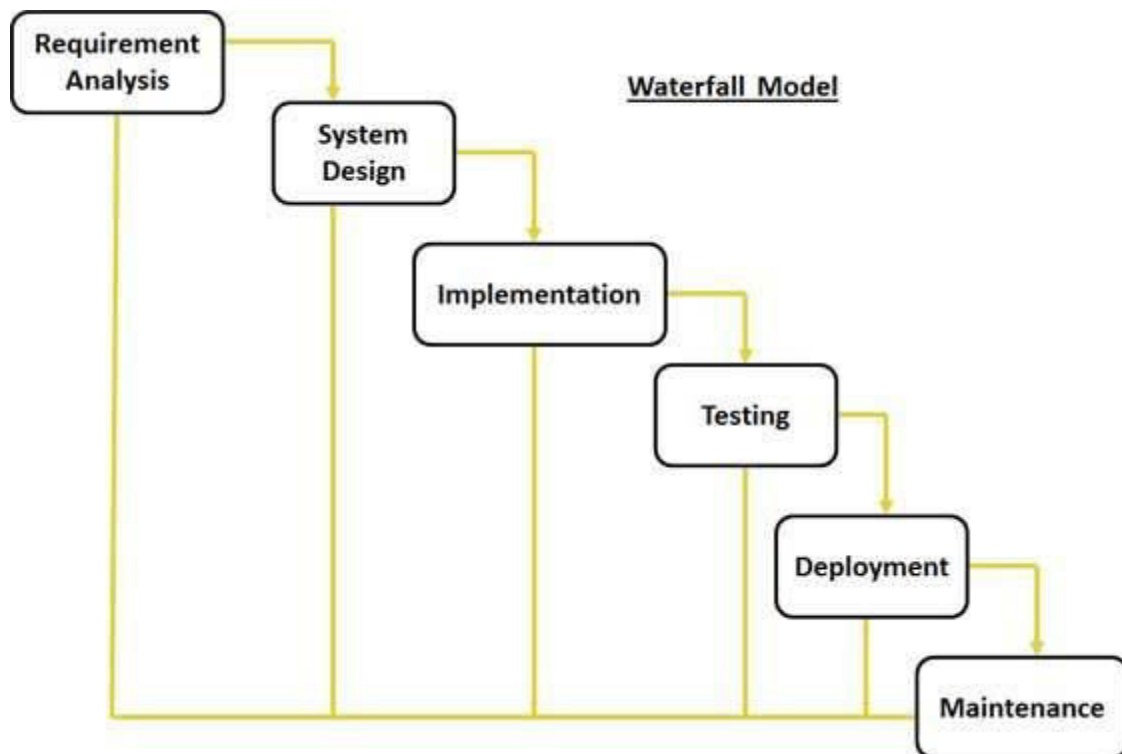 Requirement
Analysis
Waterfall Model
System
Design
Implementation
Testing
Deployment
Maintenance